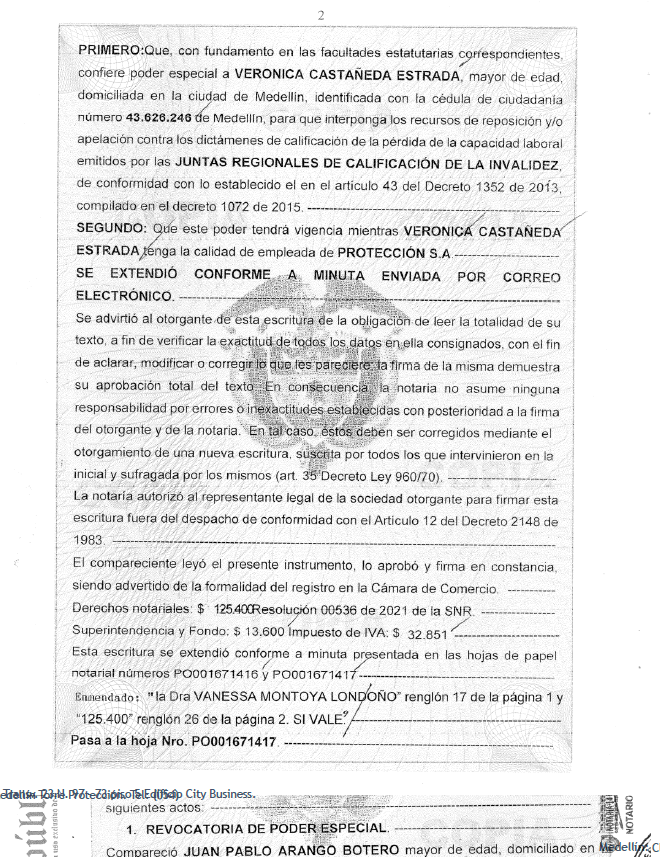 2
PRIMERO:Que, con fundamento en las facultades estatutarias correspondientes,
confiere poder especial a VERONICA CASTAÑEDA ESTRADA, mayor de edad,
domiciliada en la ciudad de Medellín, identificada con la cédula de ciudadanía
número 43.626.246 de Medellín, para que interponga los recursos de reposición y/o
apelación contra los dictámenes de calificación de la pérdida de la capacidad laboral
emitidos por las JUNTAS REGIONALES DE CALIFICACIÓN DE LA INVALIDEZ,
de conformidad con lo establecido el en el artículo 43 del Decreto 1352 de 2013,
compilado en el decreto 1072 de 2015. ---
SEGUNDO: Que este poder tendrá vigencia mientras VERONICA CASTAÑEDA
ESTRADA tenga la calidad de empleada de PROTECCIÓN S.A ---
SE EXTENDIÓ CONFORME A MINUTA ENVIADA POR CORREO
ELECTRÓNICO. ---
Se advirtió al otorgante de esta escritura de la obligación de leer la totalidad de su
texto, a fin de verificar la exactitud de todos los datos en ella consignados, con el fin
de aclarar, modificar o corregir lo que les pareciere; la firma de la misma demuestra
su aprobación total del texto. En consecuencia, la notaria no asume ninguna
responsabilidad por errores o inexactitudes establecidas con posterioridad a la firma
del otorgante y de la notaria. En tal caso, éstos deben ser corregidos mediante el
otorgamiento de una nueva escritura, suscrita por todos los que intervinieron en la
inicial y sufragada por los mismos (art. 35 Decreto Ley 960/70). ---
La notaría autorizó al representante legal de la sociedad otorgante para firmar esta
escritura fuera del despacho de conformidad con el Articulo 12 del Decreto 2148 de
1983. ---
El compareciente leyó el presente instrumento, lo aprobó y firma en constancia,
siendo advertido de la formalidad del registro en la Cámara de Comercio. ---
Derechos notariales: $ 125.400Resolución 00536 de 2021 de la SNR. ---
Superintendencia y Fondo: $ 13.600 Impuesto de IVA: $ 32.851 ---
Esta escritura se extendió conforme a minuta presentada en las hojas de papel
notarial números PO001671416 y PO001671417 ---
Enmendado: "la Dra VANESSA MONTOYA LONDOÑO" renglón 17 de la página 1 y
"125.400" renglón 26 de la página 2. SI VALE. ---
Pasa a la hoja Nro. PO001671417. ---
City Business.
siguientes actos: ---
1. REVOCATORIA DE PODER ESPECIAL. ---
Compareció JUAN PABLO ARANGO BOTERO mayor de edad, domiciliado en
NOTARIO